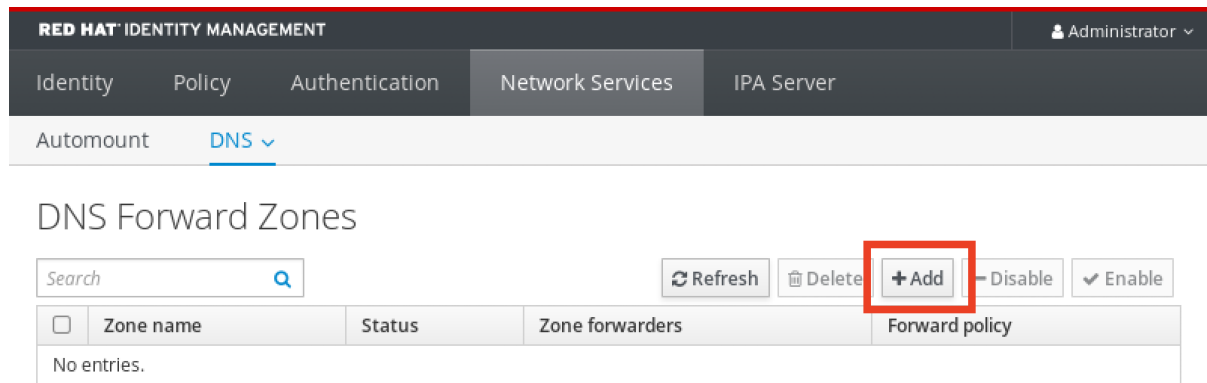 RED HAT IDENTITY MANAGEMENT Administrator
Identity Policy Authentication Network Services IPA Server
Automount DNS
DNS Forward Zones
Search Refresh Delete Add Disable Enable
Zone name Status Zone forwarders Forward policy
No entries.